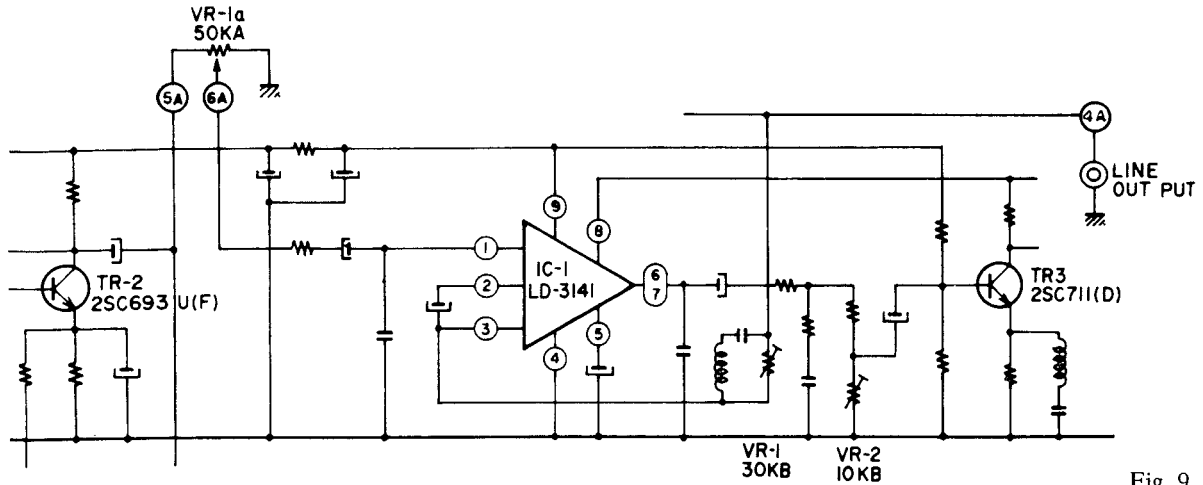 VR-1a
50KA
5A
6A
4A
LINE
OUT PUT
9
8
1
2
3
IC-1
LD-3141
6
7
5
4
TR-2
2SC693 U(F)
TR3
2SC711(D)
VR-1
30KB
VR-2
10KB
Fig. 9